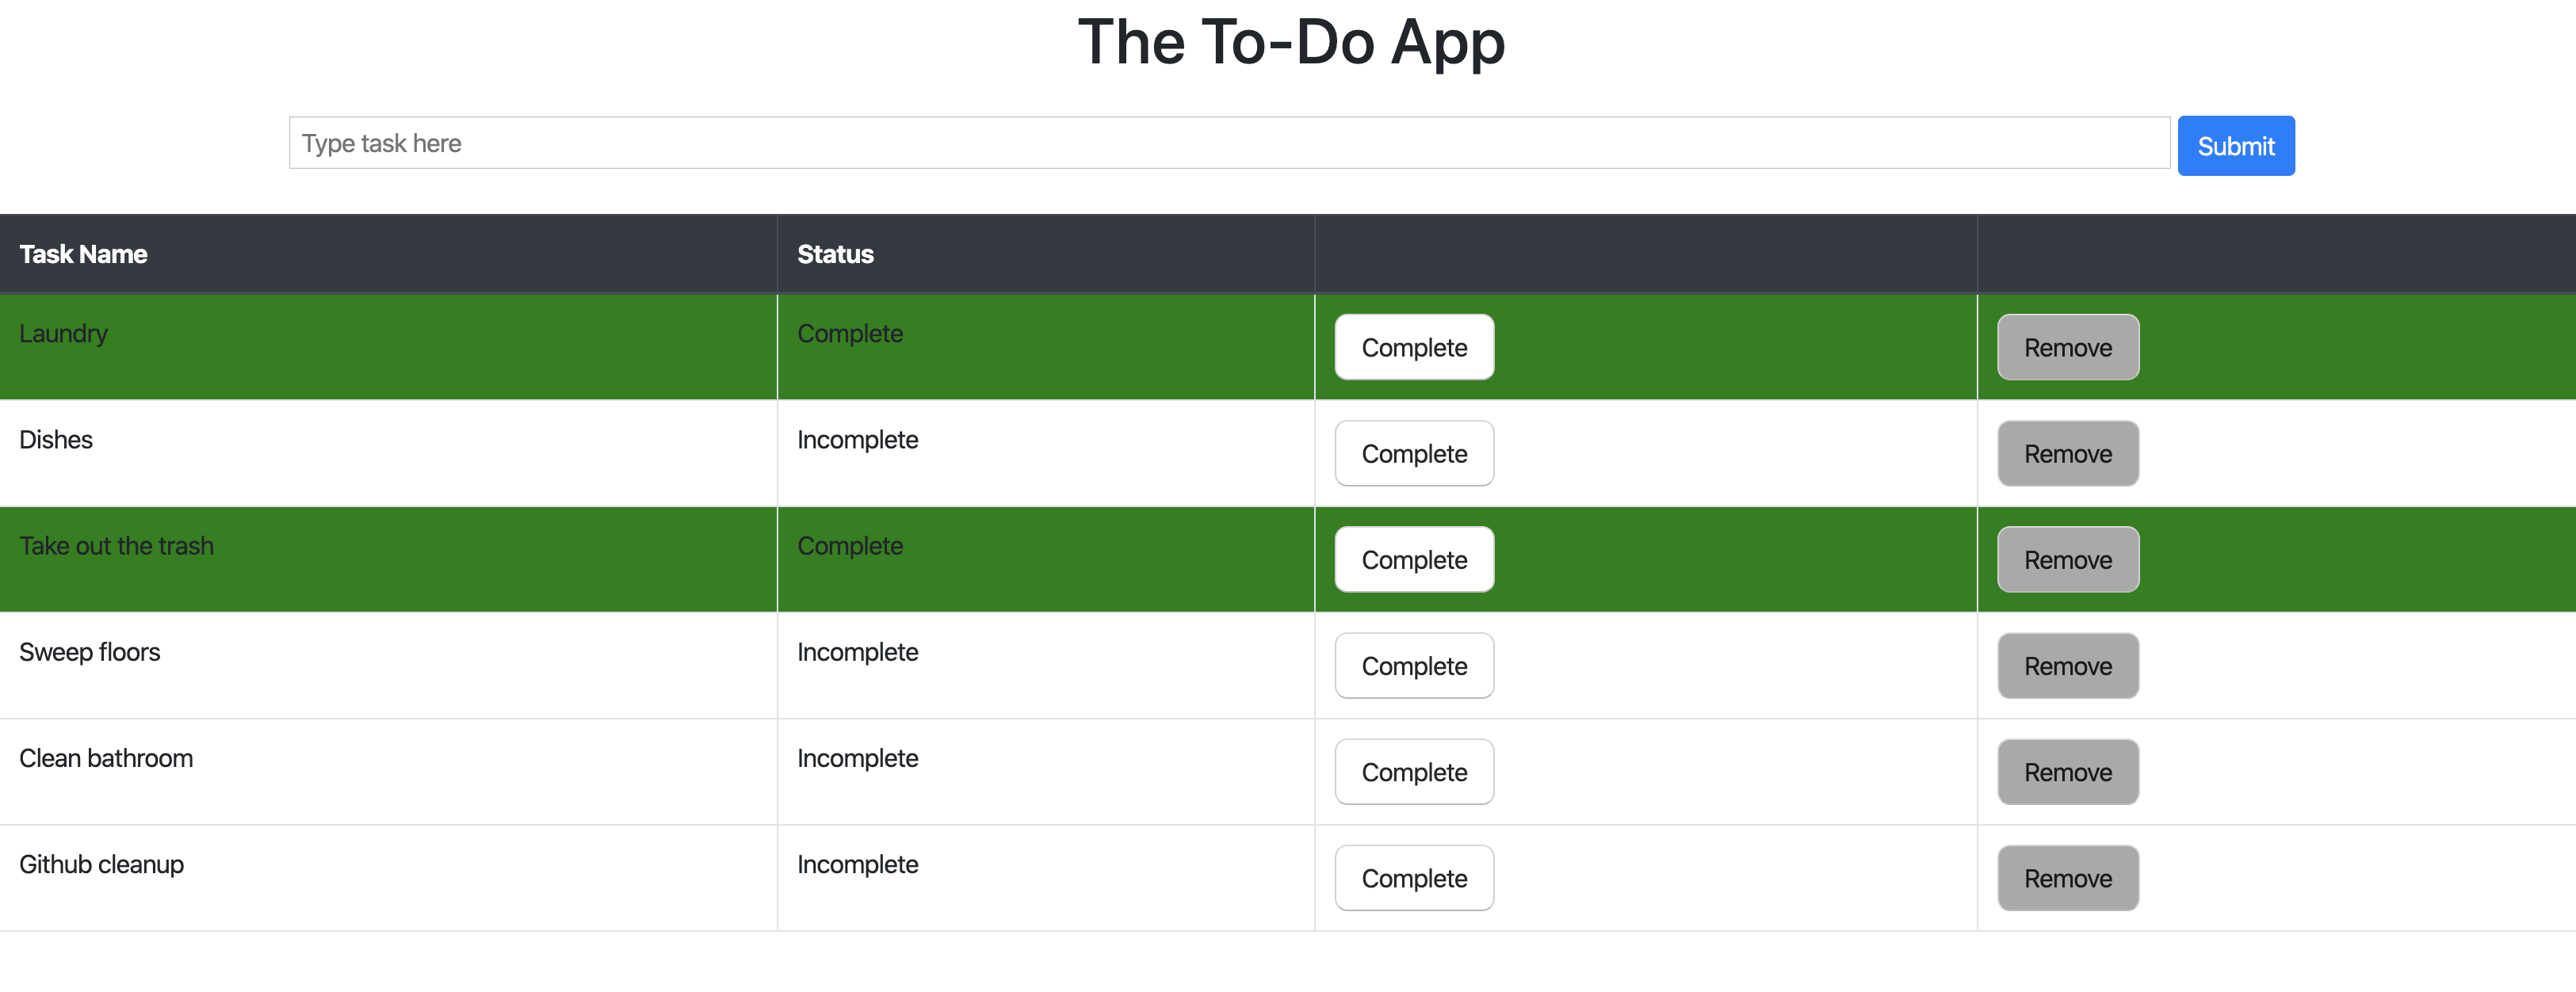 The To-Do App
Type task here Submit
Task Name Status
Laundry Complete Complete Remove
Dishes Incomplete Complete Remove
Take out the trash Complete Complete Remove
Sweep floors Incomplete Complete Remove
Clean bathroom Incomplete Complete Remove
Github cleanup Incomplete Complete Remove